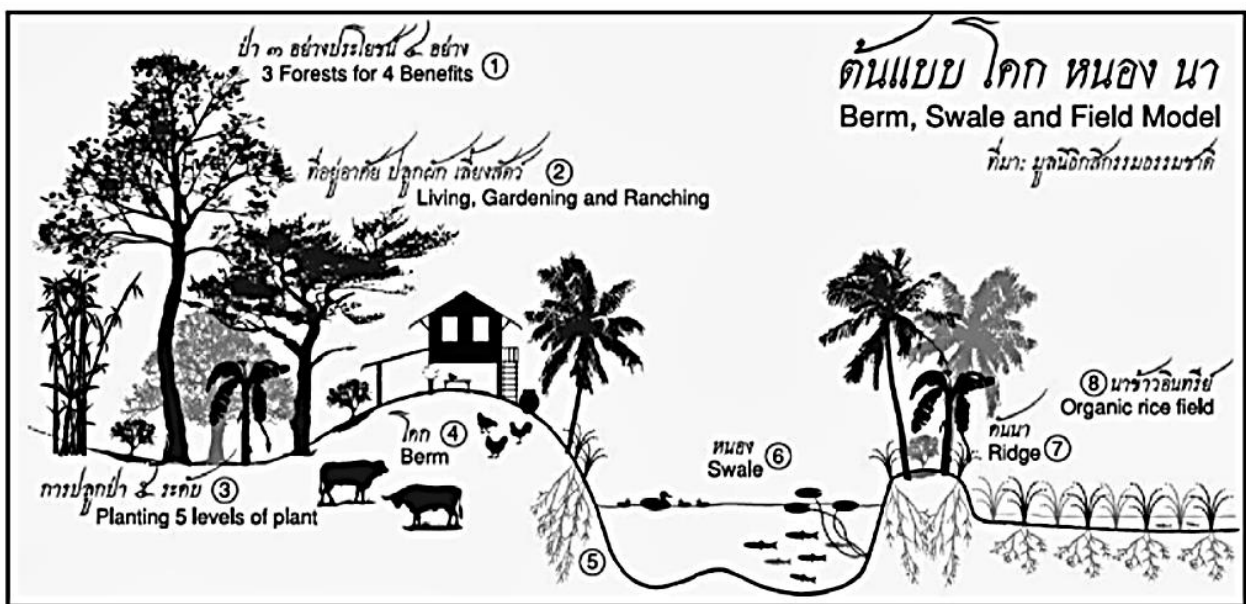 ป่า ๓ อย่างประโยชน์ ๔ อย่าง
3 Forests for 4 Benefits ①
ต้นแบบ โคก หนอง นา
Berm, Swale and Field Model
ที่มา: มูลนิธิกสิกรรมธรรมชาติ
ที่อยู่อาศัย ปลูกผัก เลี้ยงสัตว์ ②
Living, Gardening and Ranching
⑧ นาข้าวอินทรีย์
Organic rice field
โคก ④
Berm
หนอง
Swale ⑥
คันนา
Ridge ⑦
การปลูกป่า ๕ ระดับ ③
Planting 5 levels of plant
⑤